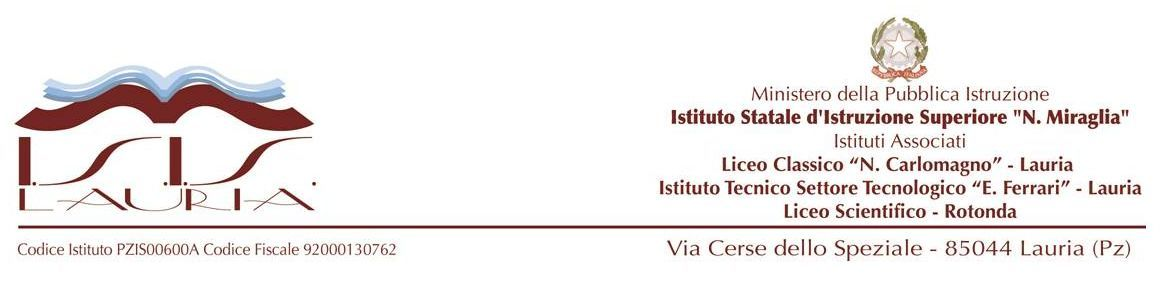 I.S.I.S.
LAURIA
REPVBBLICA ITALIANA
Ministero della Pubblica Istruzione
Istituto Statale d'Istruzione Superiore "N. Miraglia"
Istituti Associati
Liceo Classico “N. Carlomagno” - Lauria
Istituto Tecnico Settore Tecnologico “E. Ferrari” - Lauria
Liceo Scientifico - Rotonda
Codice Istituto PZIS00600A Codice Fiscale 92000130762
Via Cerse dello Speziale - 85044 Lauria (Pz)